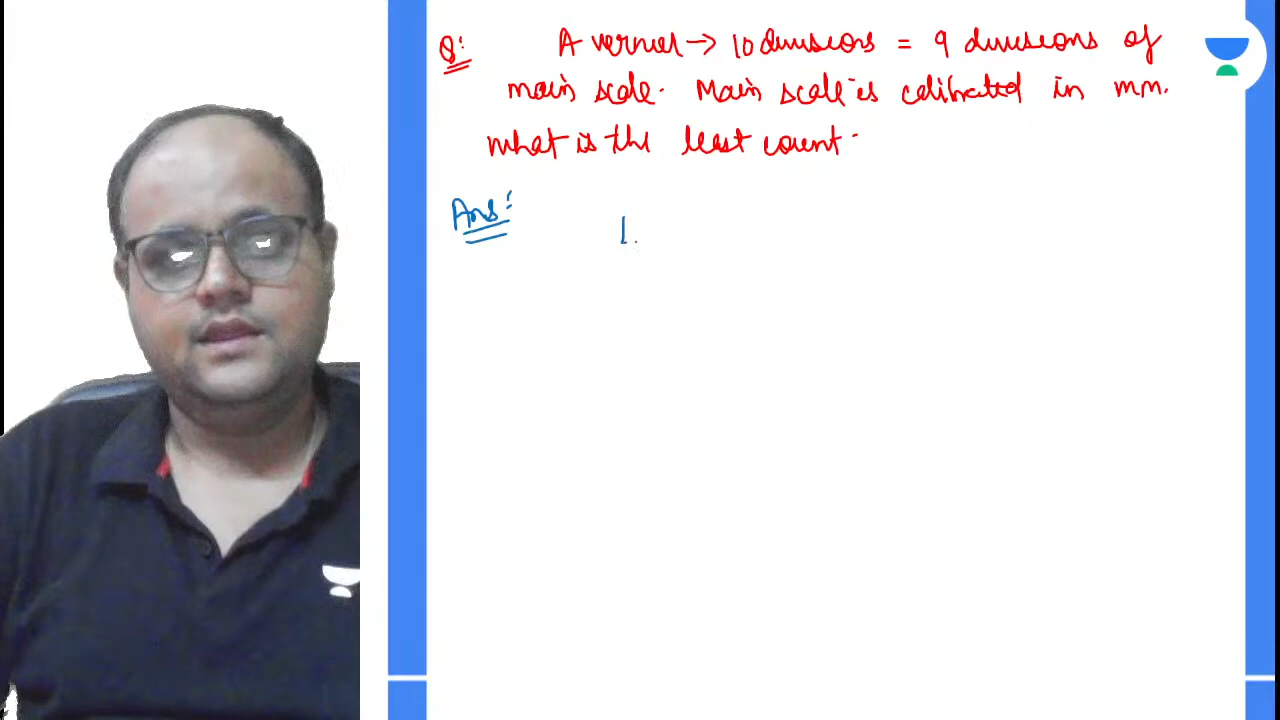 Q: A vernier → 10 divisions = 9 divisions of
main scale. Main scale is calibrated in mm.
what is the least count.
Ans: L.